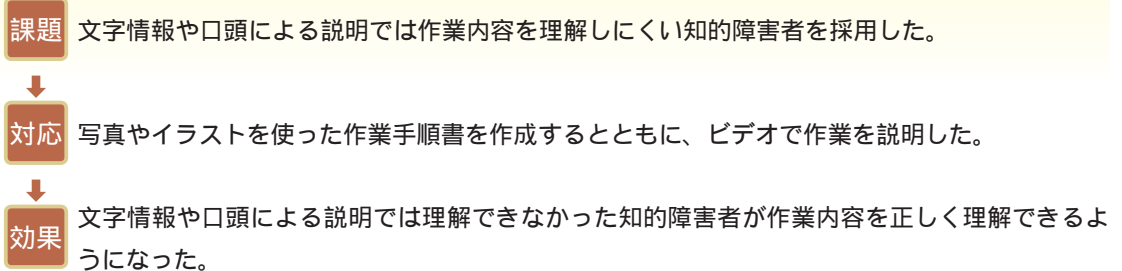 課題 文字情報や口頭による説明では作業内容を理解しにくい知的障害者を採用した。
対応 写真やイラストを使った作業手順書を作成するとともに、ビデオで作業を説明した。
効果 文字情報や口頭による説明では理解できなかった知的障害者が作業内容を正しく理解できるよ
うになった。